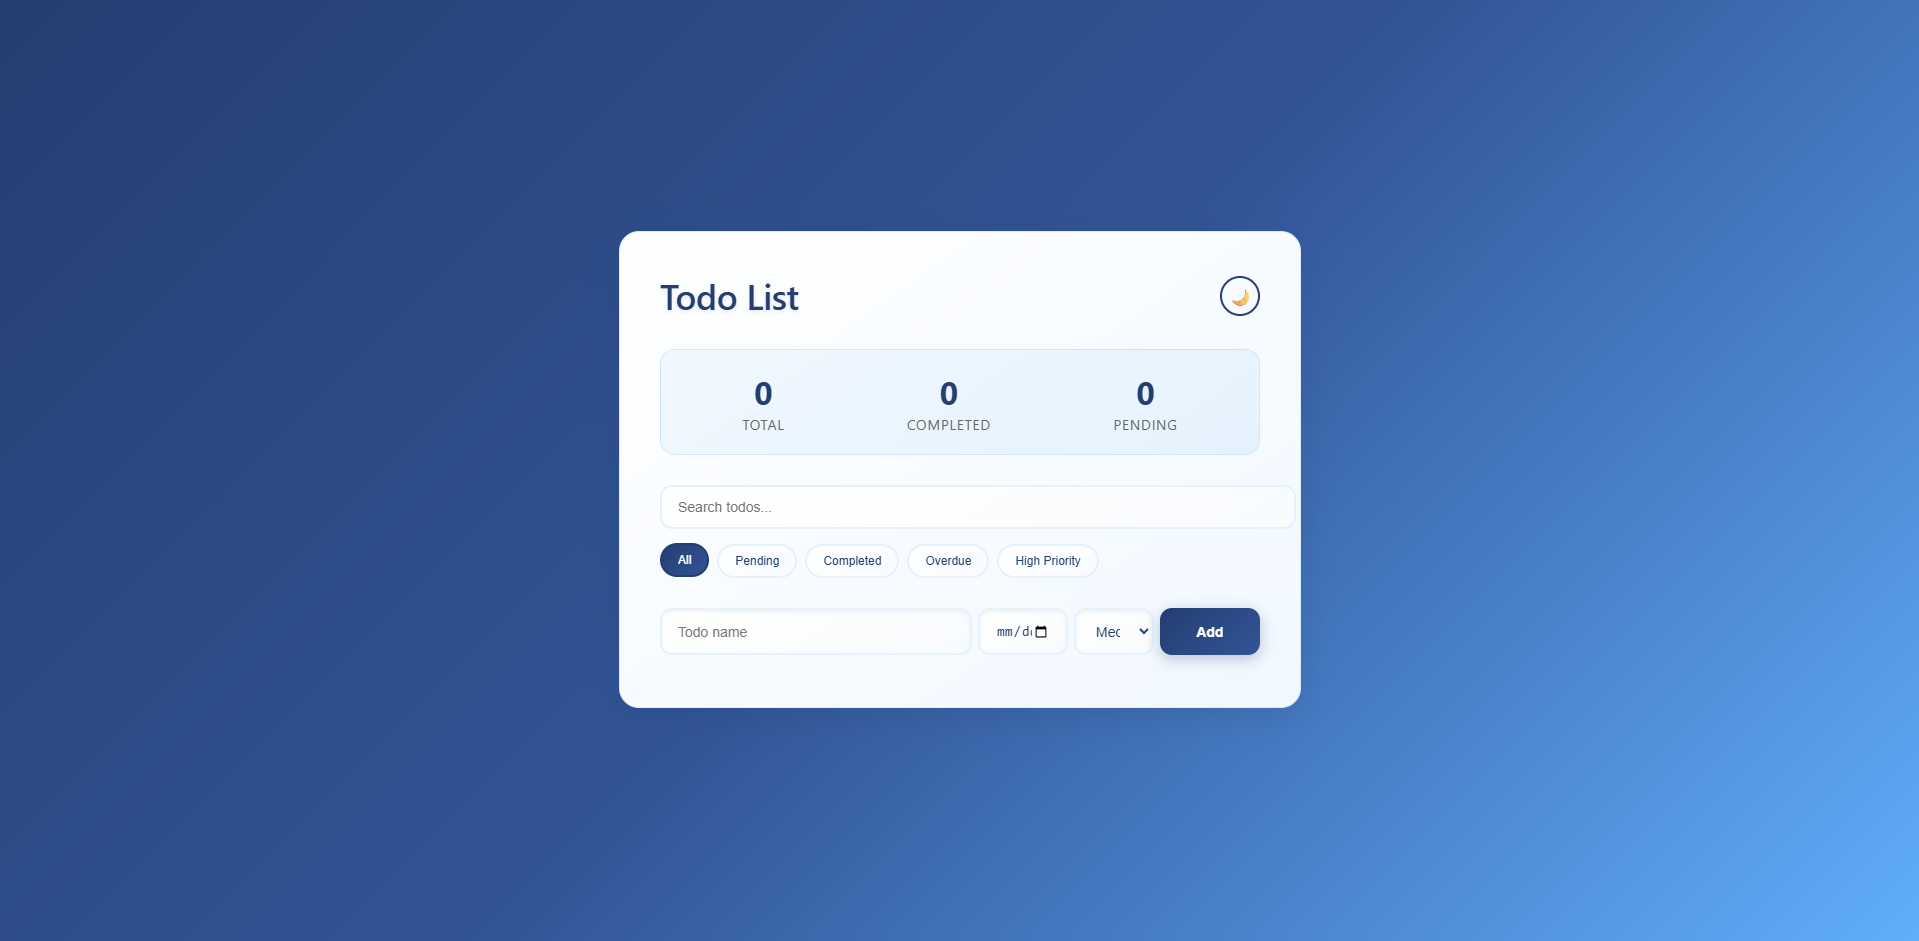 Todo List
0 0 0
TOTAL COMPLETED PENDING
Search todos...
All Pending Completed Overdue High Priority
Todo name mm/d Med Add